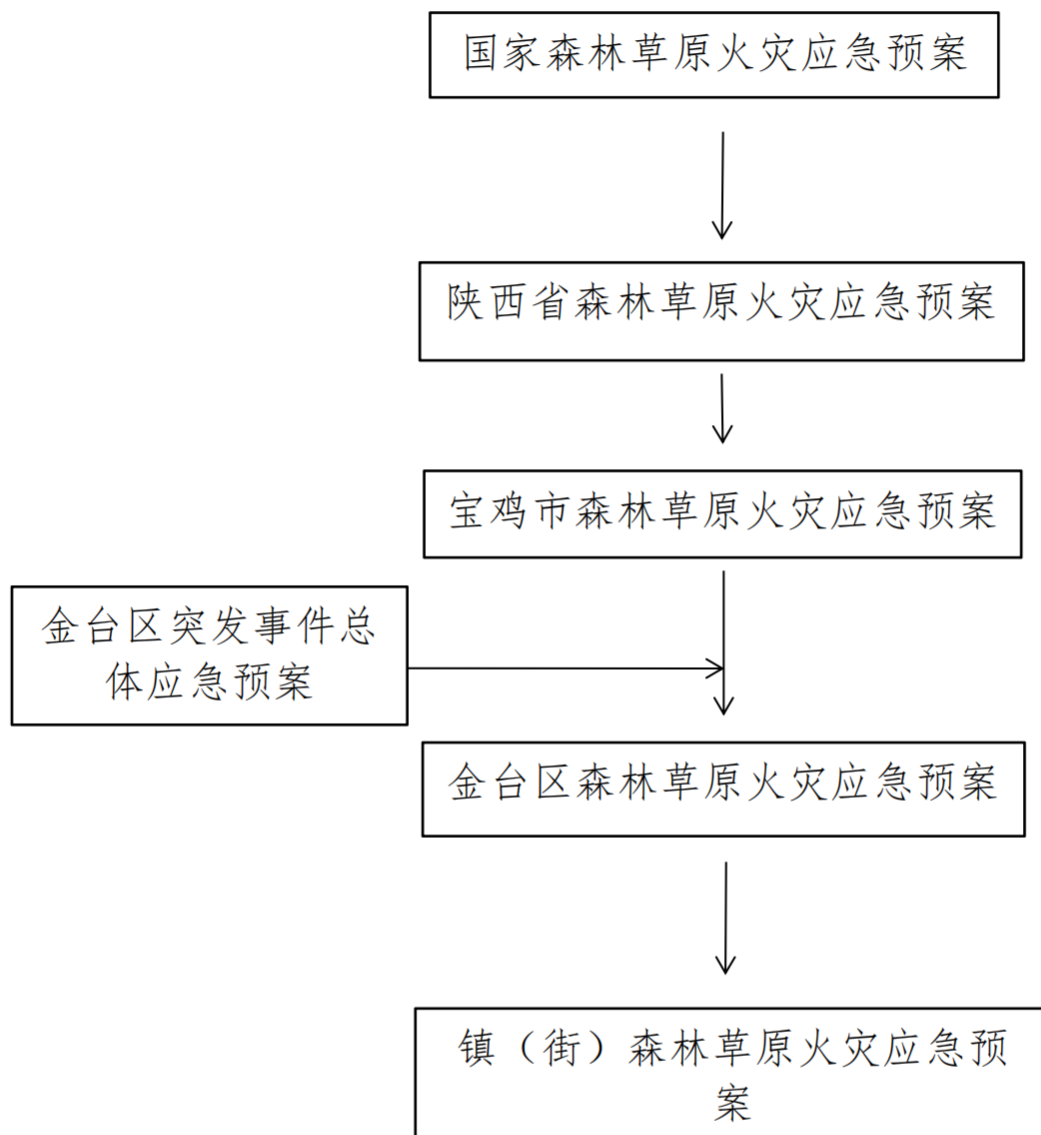 国家森林草原火灾应急预案
陕西省森林草原火灾应急预案
宝鸡市森林草原火灾应急预案
金台区突发事件总
体应急预案
金台区森林草原火灾应急预案
镇（街）森林草原火灾应急预
案